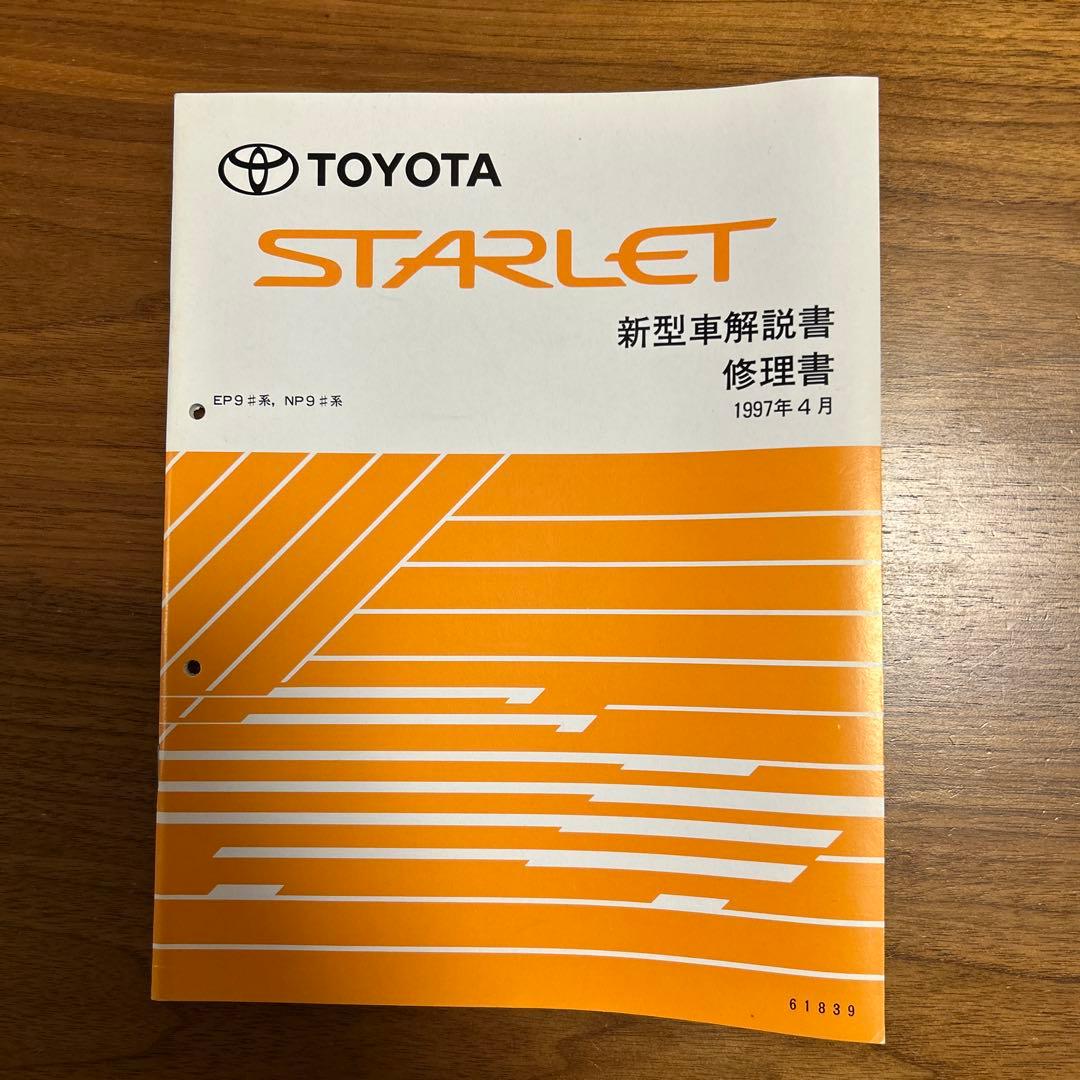 TOYOTA
STARLET
新型車解説書
修理書
1997年4月
EP9♯系, NP9♯系
61839